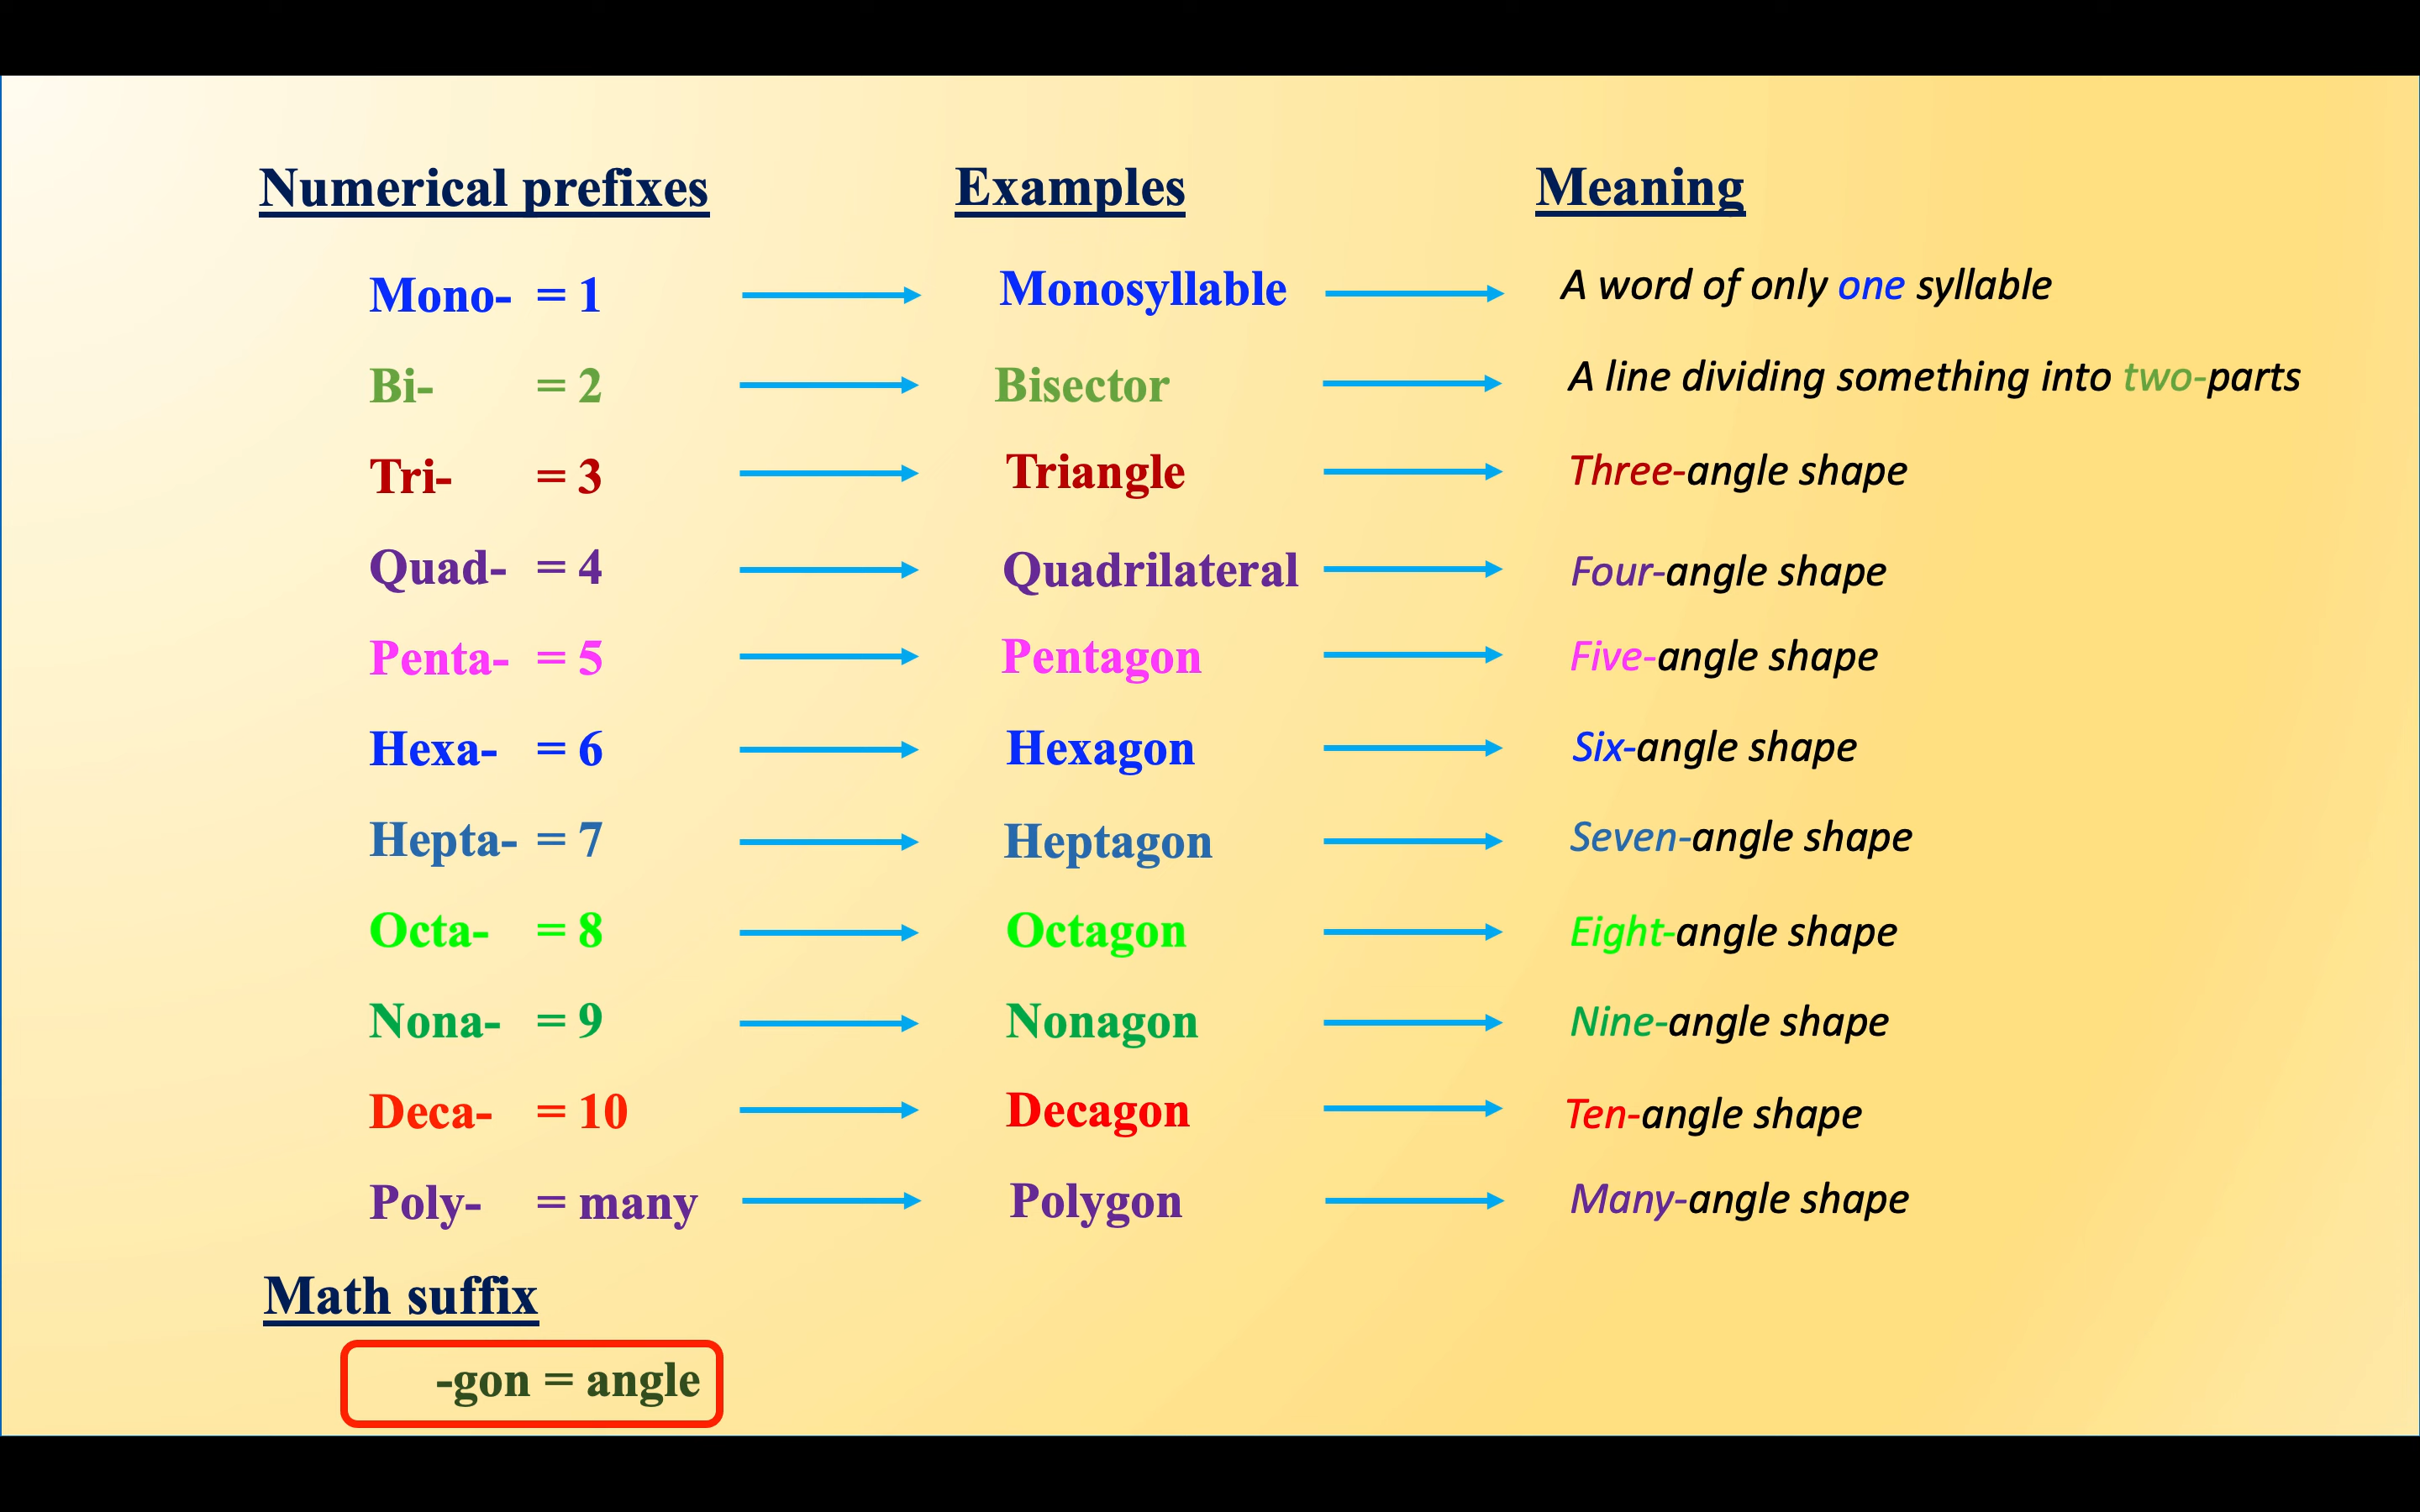 Numerical prefixes Examples Meaning
Mono- = 1 Monosyllable A word of only one syllable
Bi- = 2 Bisector A line dividing something into two-parts
Tri- = 3 Triangle Three-angle shape
Quad- = 4 Quadrilateral Four-angle shape
Penta- = 5 Pentagon Five-angle shape
Hexa- = 6 Hexagon Six-angle shape
Hepta- = 7 Heptagon Seven-angle shape
Octa- = 8 Octagon Eight-angle shape
Nona- = 9 Nonagon Nine-angle shape
Deca- = 10 Decagon Ten-angle shape
Poly- = many Polygon Many-angle shape
Math suffix
-gon = angle